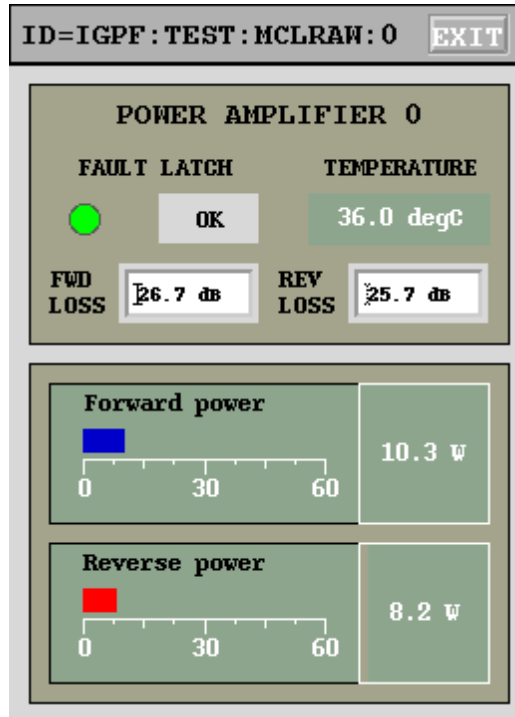 ID=IGPF:TEST:MCLRAW:0 EXIT
POWER AMPLIFIER 0
FAULT LATCH TEMPERATURE
OK 36.0 degC
FWD LOSS 26.7 dB REV LOSS 25.7 dB
Forward power
10.3 W
0 30 60
Reverse power
8.2 W
0 30 60